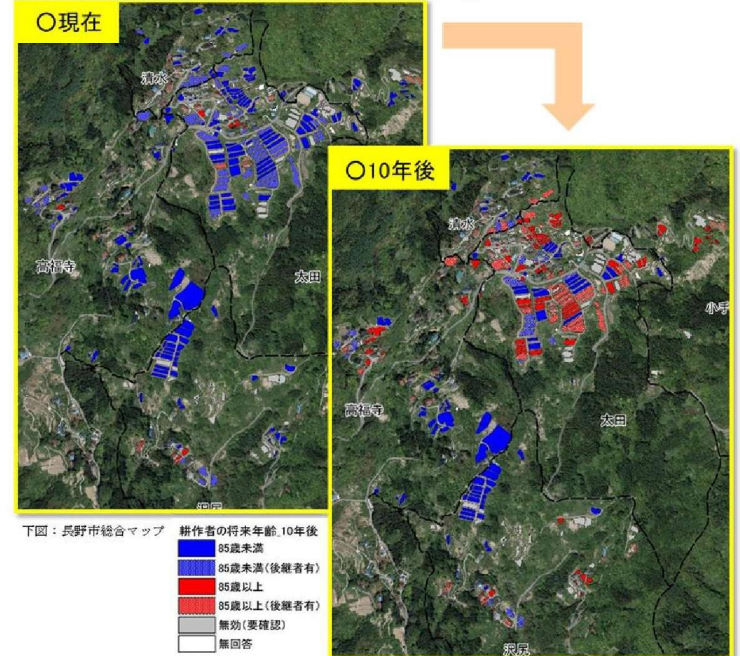 〇現在
清水
高福寺
太田
〇10年後
清水
小手
高福寺
太田
沢尻
下図：長野市総合マップ
耕作者の将来年齢_10年後
85歳未満
85歳未満(後継者有)
85歳以上
85歳以上(後継者有)
無効(要確認)
無回答